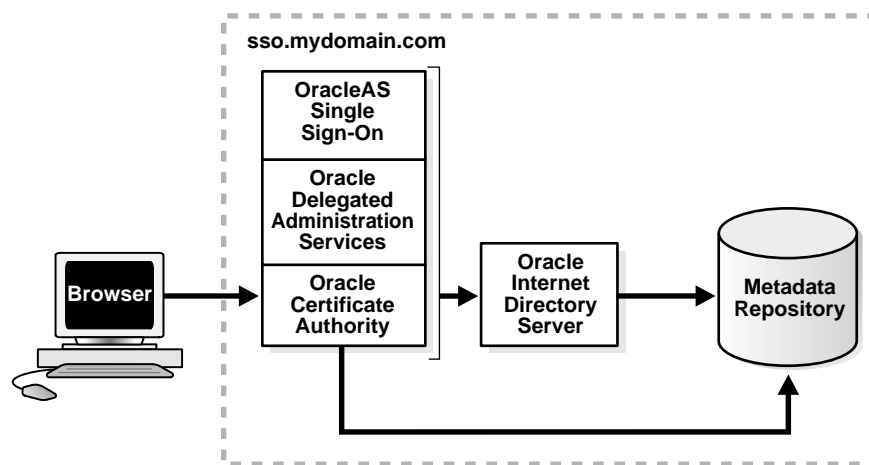 sso.mydomain.com
OracleAS
Single
Sign-On
Oracle
Delegated
Administration
Services
Oracle
Certificate
Authority
Browser
Oracle
Internet
Directory
Server
Metadata
Repository